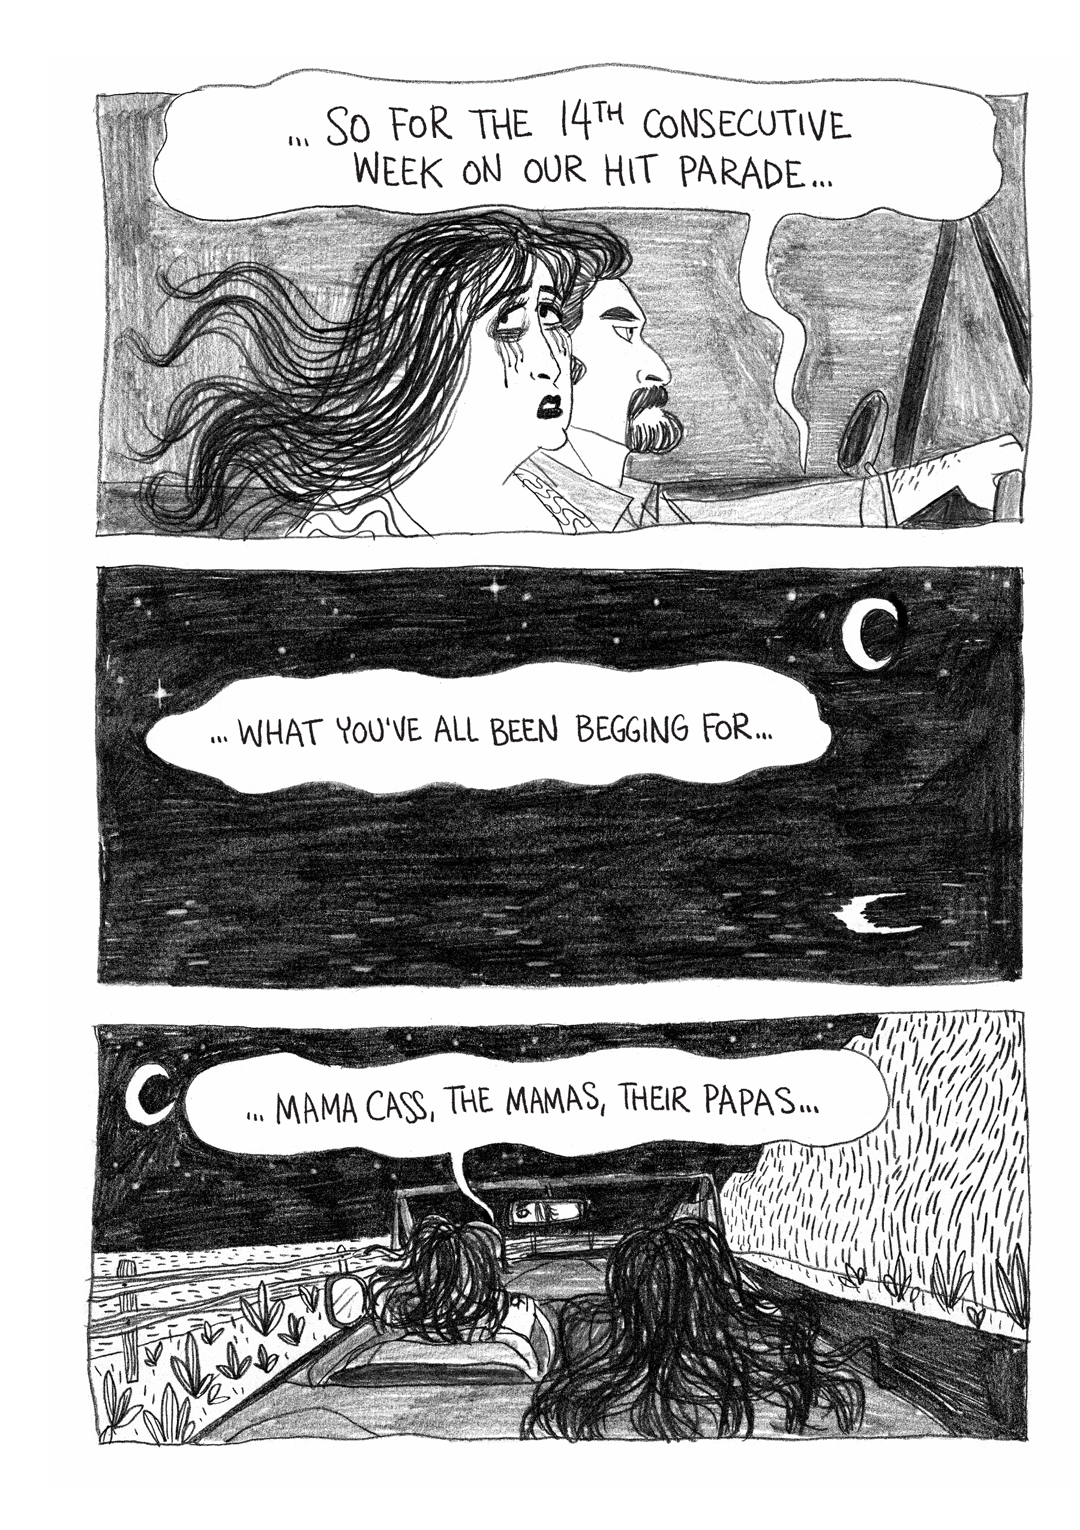 ... SO FOR THE 14TH CONSECUTIVE
WEEK ON OUR HIT PARADE...
... WHAT YOU'VE ALL BEEN BEGGING FOR...
... MAMA CASS, THE MAMAS, THEIR PAPAS...